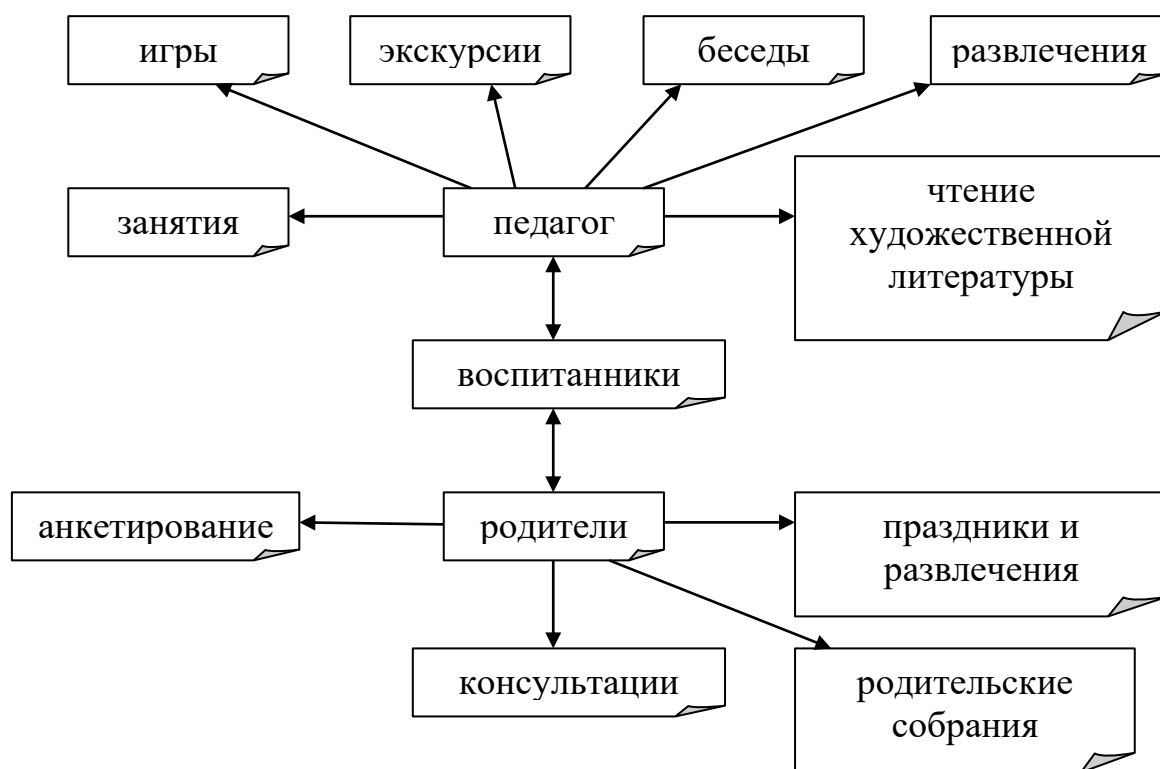 игры
экскурсии
беседы
развлечения
занятия
педагог
чтение
художественной
литературы
воспитанники
анкетирование
родители
праздники и
развлечения
консультации
родительские
собрания